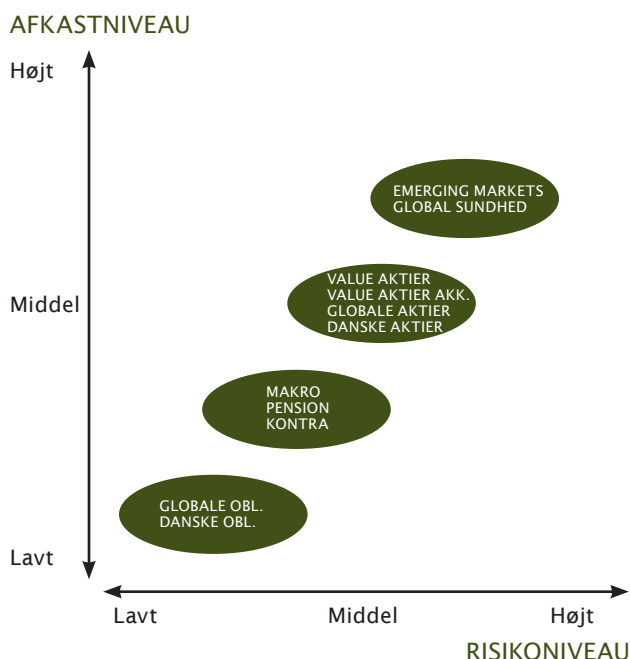 AFKASTNIVEAU
Højt
EMERGING MARKETS
GLOBAL SUNDHED
VALUE AKTIER
VALUE AKTIER AKK.
GLOBALE AKTIER
DANSKE AKTIER
Middel
MAKRO
PENSION
KONTRA
GLOBALE OBL.
DANSKE OBL.
Lavt
Lavt Middel Højt
RISIKONIVEAU